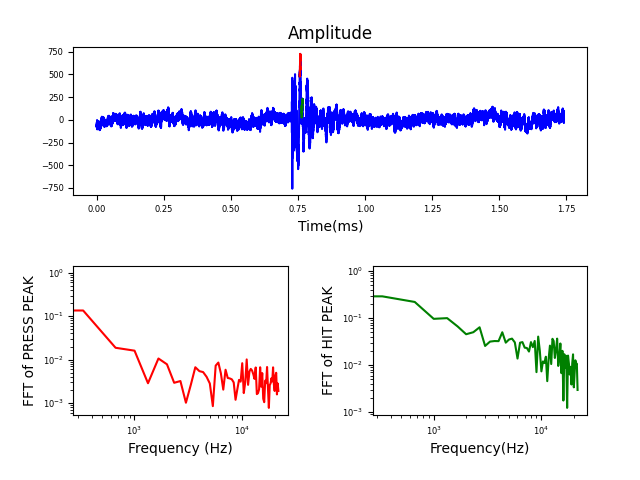 Amplitude
750
500
250
0
−250
−500
−750
0.00 0.25 0.50 0.75 1.00 1.25 1.50 1.75
Time(ms)
FFT of PRESS PEAK
10⁰
10⁻¹
10⁻²
10⁻³
10³ 10⁴
Frequency (Hz)
FFT of HIT PEAK
10⁰
10⁻¹
10⁻²
10⁻³
10³ 10⁴
Frequency(Hz)